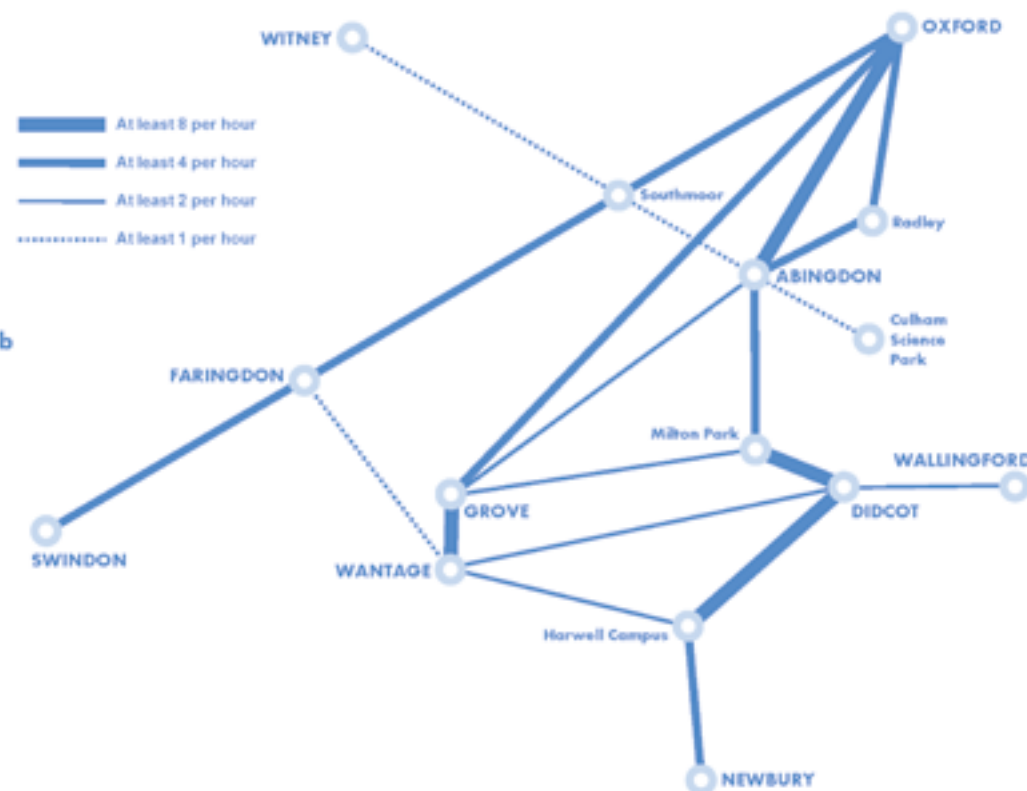 WITNEY
OXFORD
At least 8 per hour
At least 4 per hour
At least 2 per hour
At least 1 per hour
Southmoor
Radley
ABINGDON
Culham
Science
Park
b
FARINGDON
Milton Park
WALLINGFORD
GROVE
DIDCOT
SWINDON
WANTAGE
Harwell Campus
NEWBURY